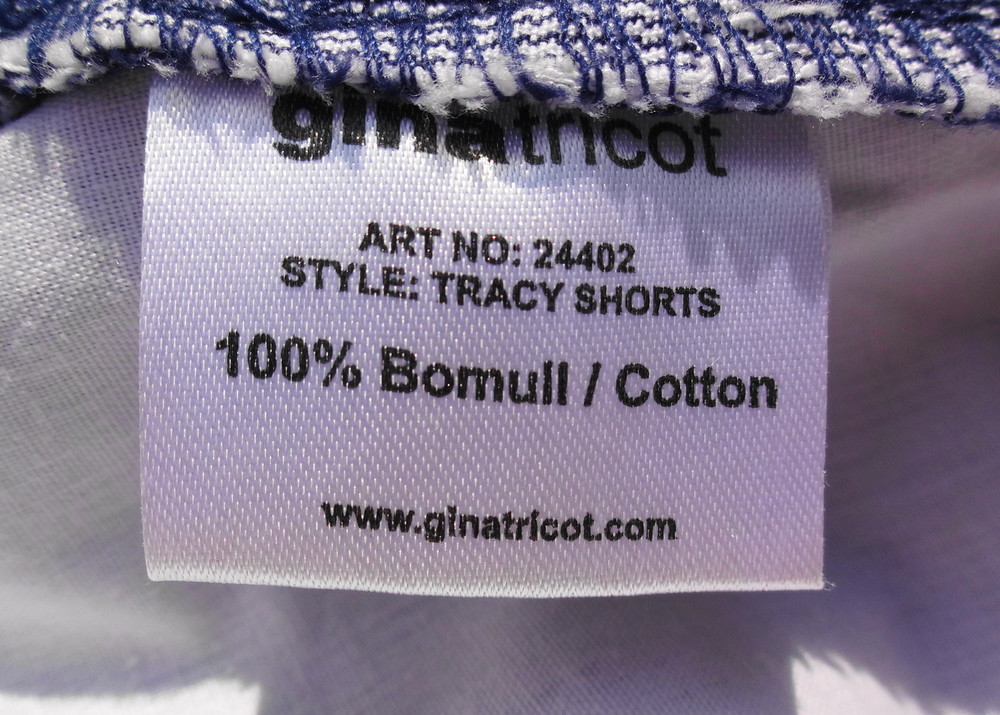 ginatricot
ART NO: 24402
STYLE: TRACY SHORTS
100% Bomull / Cotton
www.ginatricot.com